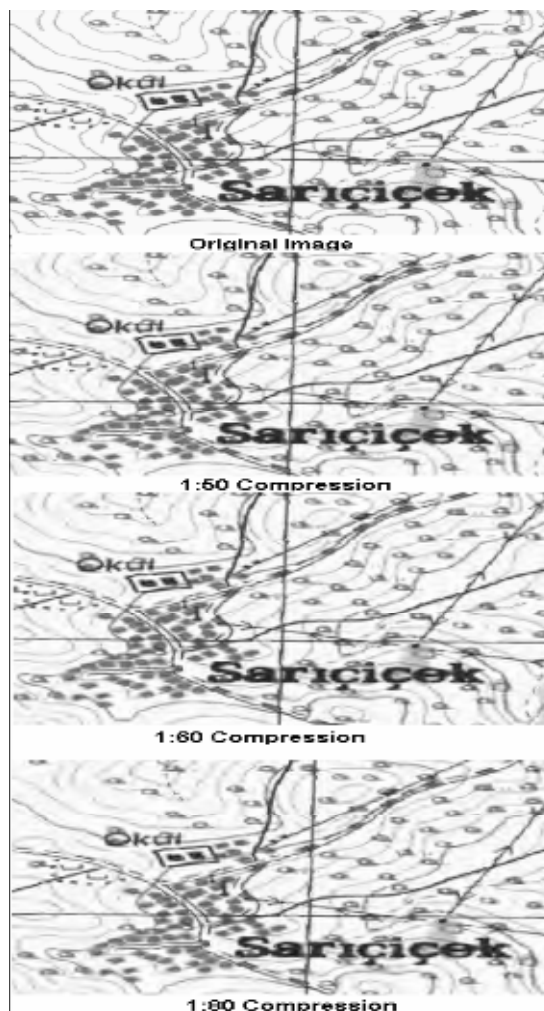 Okul
Sarıçiçek
Original Image
Okul
Sarıçiçek
1:50 Compression
Okul
Sarıçiçek
1:60 Compression
Okul
Sarıçiçek
1:80 Compression